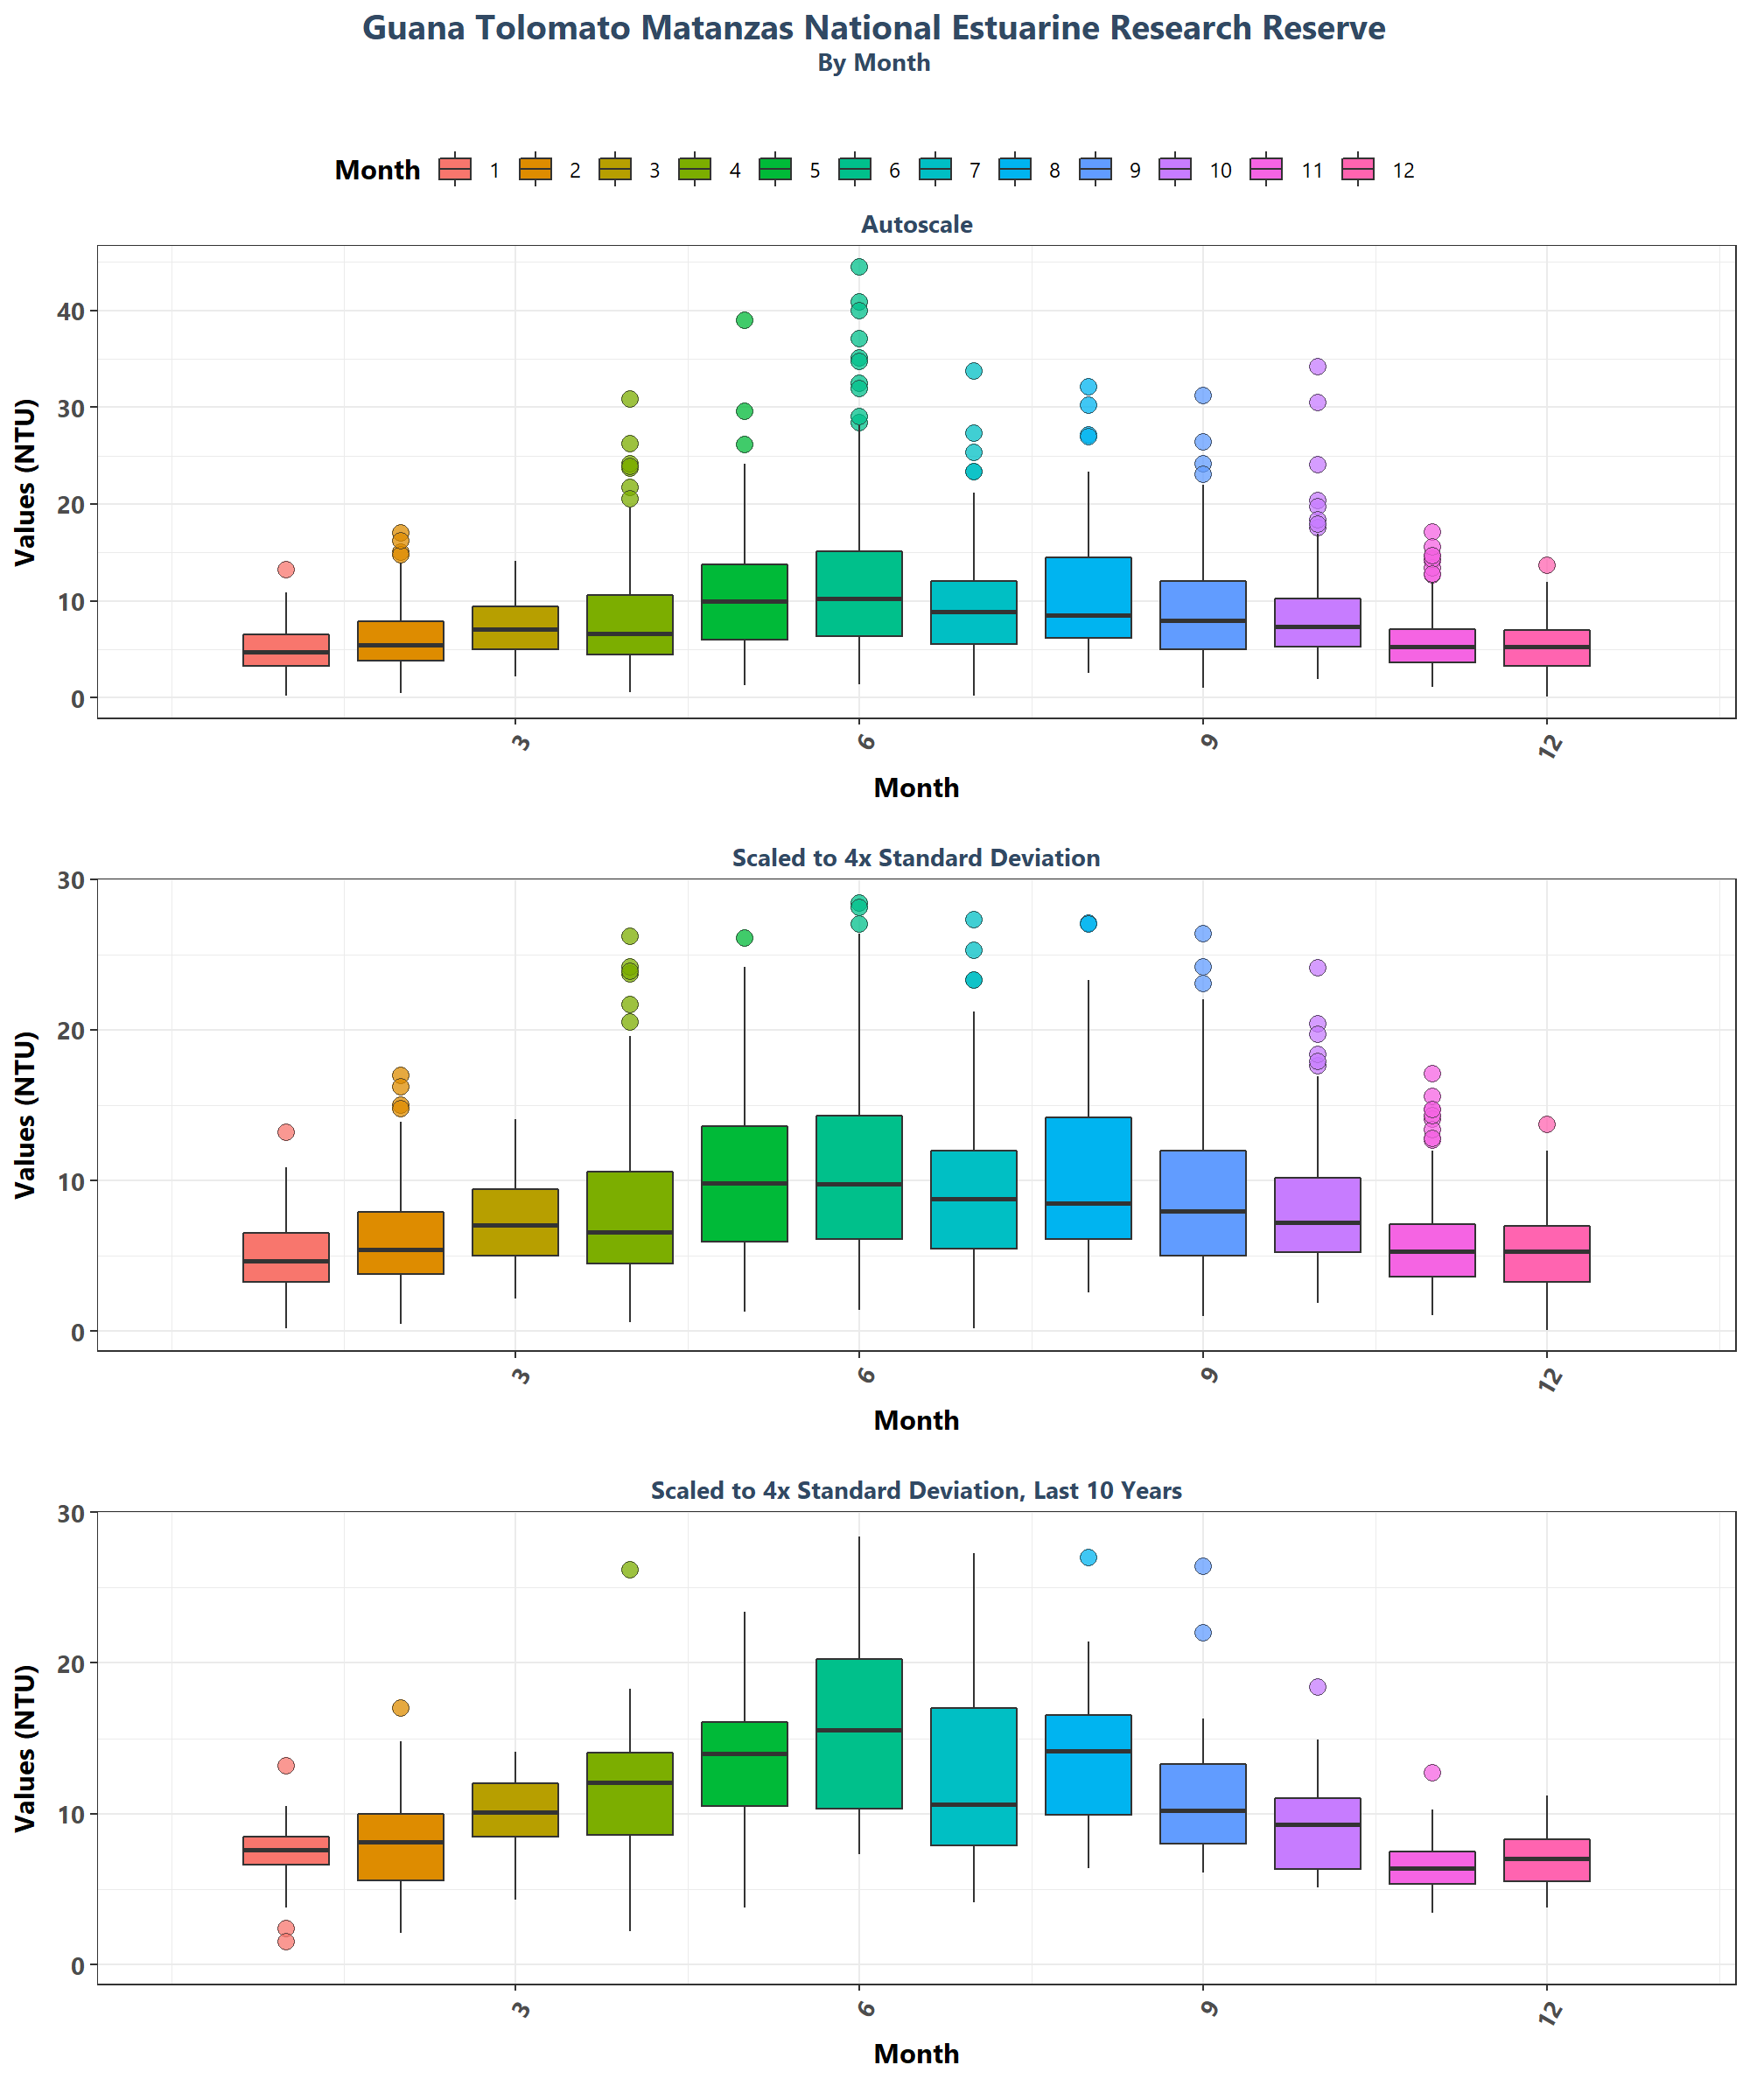 Guana Tolomato Matanzas National Estuarine Research Reserve
By Month
Month 1 2 3 4 5 6 7 8 9 10 11 12
Autoscale
Values (NTU)
40
30
20
10
0
3 6 9 12
Month
Scaled to 4x Standard Deviation
Values (NTU)
30
20
10
0
3 6 9 12
Month
Scaled to 4x Standard Deviation, Last 10 Years
Values (NTU)
30
20
10
0
3 6 9 12
Month